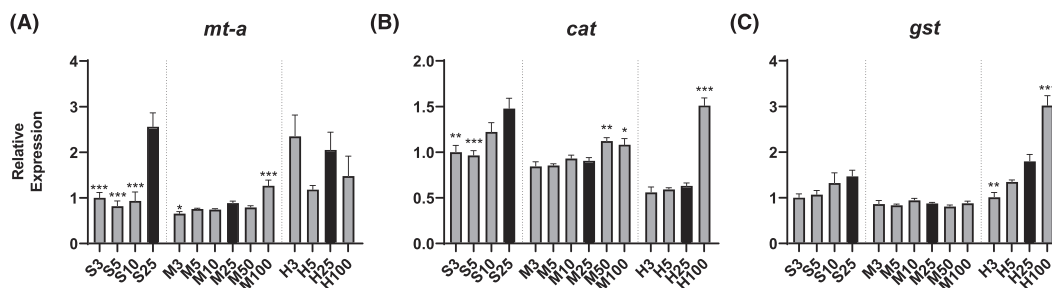 (A)
mt-a
Relative
Expression
4
3
2
1
0
***
***
***
*
***
S3
S5
S10
S25
M3
M5
M10
M25
M50
M100
H3
H5
H25
H100
(B)
cat
2.0
1.5
1.0
0.5
0.0
**
***
**
*
***
S3
S5
S10
S25
M3
M5
M10
M25
M50
M100
H3
H5
H25
H100
(C)
gst
4
3
2
1
0
**
***
S3
S5
S10
S25
M3
M5
M10
M25
M50
M100
H3
H5
H25
H100